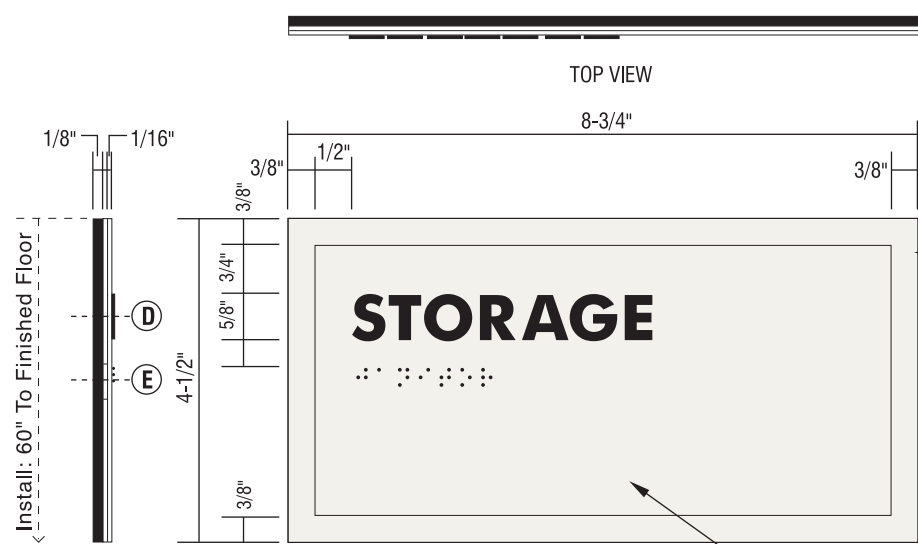 TOP VIEW
8-3/4"
1/8"
1/16"
3/8"
1/2"
3/8"
3/8"
3/4"
5/8"
3/8"
4-1/2"
Install: 60" To Finished Floor
D
E
STORAGE